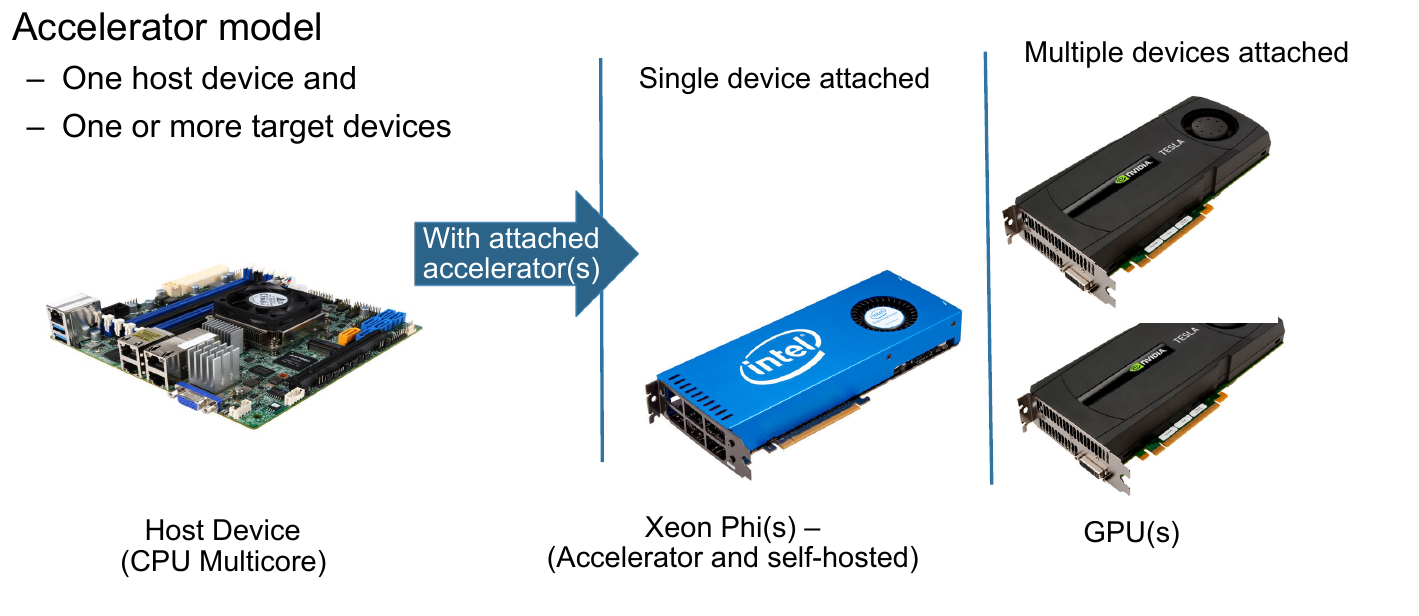 Accelerator model
– One host device and
– One or more target devices
Single device attached
Multiple devices attached
With attached
accelerator(s)
intel
NVIDIA
TESLA
NVIDIA
TESLA
Host Device
(CPU Multicore)
Xeon Phi(s) –
(Accelerator and self-hosted)
GPU(s)